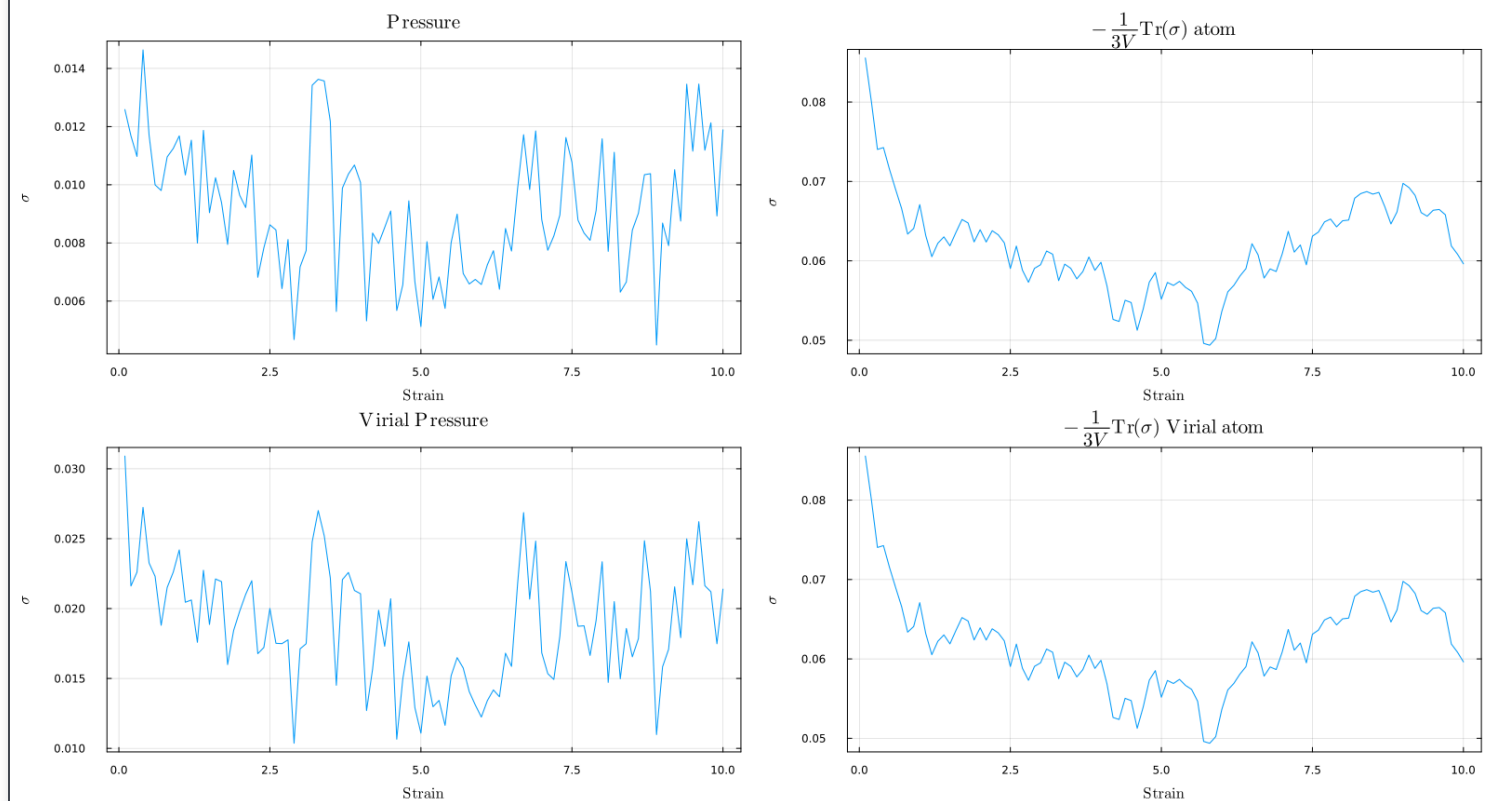 Pressure
0.014
0.012
0.010
0.008
0.006
σ
0.0 2.5 5.0 7.5 10.0
Strain
− 1/3V Tr(σ) atom
0.08
0.07
0.06
0.05
σ
0.0 2.5 5.0 7.5 10.0
Strain
Virial Pressure
0.030
0.025
0.020
0.015
0.010
σ
0.0 2.5 5.0 7.5 10.0
Strain
− 1/3V Tr(σ) Virial atom
0.08
0.07
0.06
0.05
σ
0.0 2.5 5.0 7.5 10.0
Strain